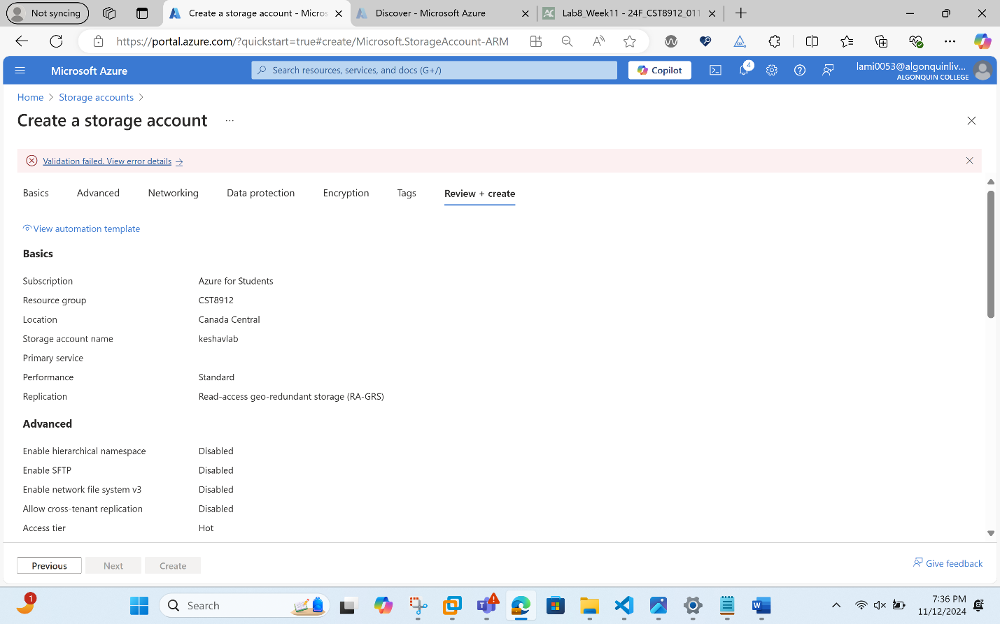 Not syncing
Create a storage account - Micros
Discover - Microsoft Azure
Lab8_Week11 - 24F_CST8912_011
https://portal.azure.com/?quickstart=true#create/Microsoft.StorageAccount-ARM
Microsoft Azure
Search resources, services, and docs (G+/)
Copilot
4
lami0053@algonquinliv...
ALGONQUIN COLLEGE
Home > Storage accounts >
Create a storage account ...
Validation failed. View error details →
Basics Advanced Networking Data protection Encryption Tags Review + create
View automation template
Basics
Subscription Azure for Students
Resource group CST8912
Location Canada Central
Storage account name keshavlab
Primary service
Performance Standard
Replication Read-access geo-redundant storage (RA-GRS)
Advanced
Enable hierarchical namespace Disabled
Enable SFTP Disabled
Enable network file system v3 Disabled
Allow cross-tenant replication Disabled
Access tier Hot
Previous Next Create
Give feedback
1
Search
7:36 PM
11/12/2024